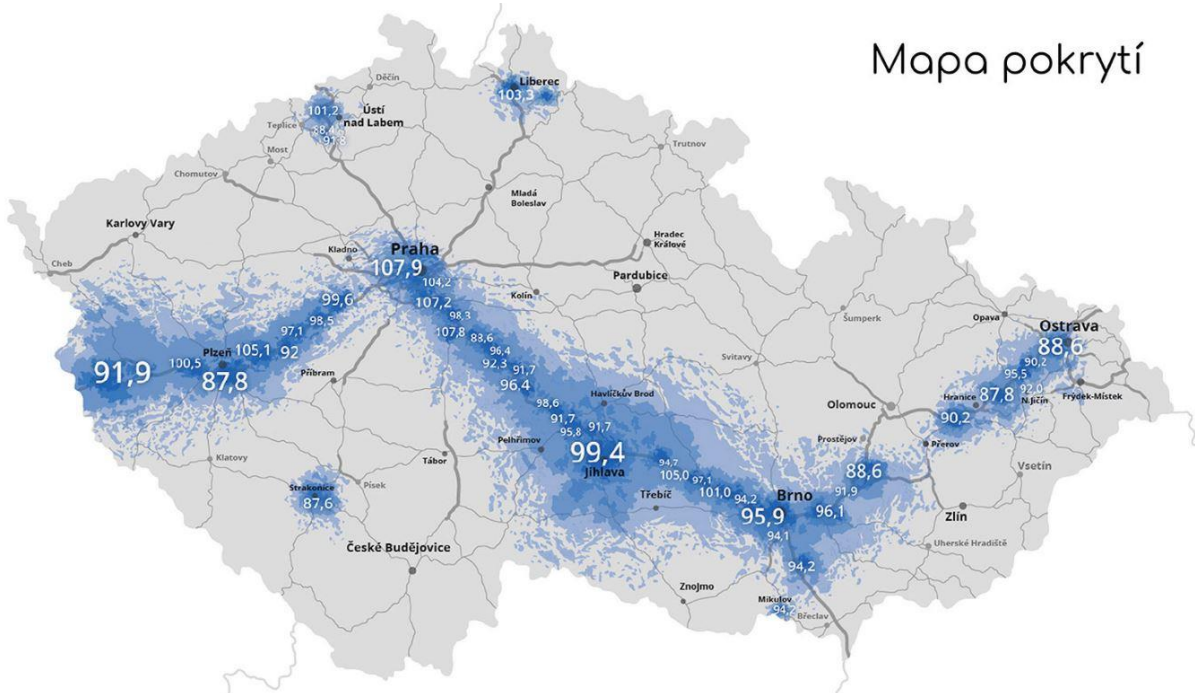 Mapa pokrytí
Děčín
Liberec
103,3
101,2
Ústí
nad Labem
Teplice
88,4
91,8
Most
Trutnov
Chomutov
Mladá
Boleslav
Karlovy Vary
Hradec
Králové
Kladno
Praha
107,9
Cheb
104,2
Pardubice
Kolín
99,6
107,2
98,3
98,5
97,1
107,8
88,6
Šumperk
Opava
Ostrava
88,6
Plzeň
105,1
92
96,4
92,3
91,7
96,4
Svitavy
90,2
95,5
91,9
100,5
87,8
Příbram
Havlíčkův Brod
92,0
87,8
Hranice
N.Jičín
Frýdek-Místek
98,6
91,7
95,8
91,7
Olomouc
90,2
Pelhřimov
Prostějov
Přerov
99,4
Jihlava
Klatovy
Tábor
94,7
105,0
97,1
101,0
94,2
88,6
91,9
Vsetín
Strakonice
87,6
Písek
Třebíč
Brno
95,9
96,1
Zlín
94,1
České Budějovice
Uherské Hradiště
94,2
Znojmo
Mikulov
94,2
Břeclav